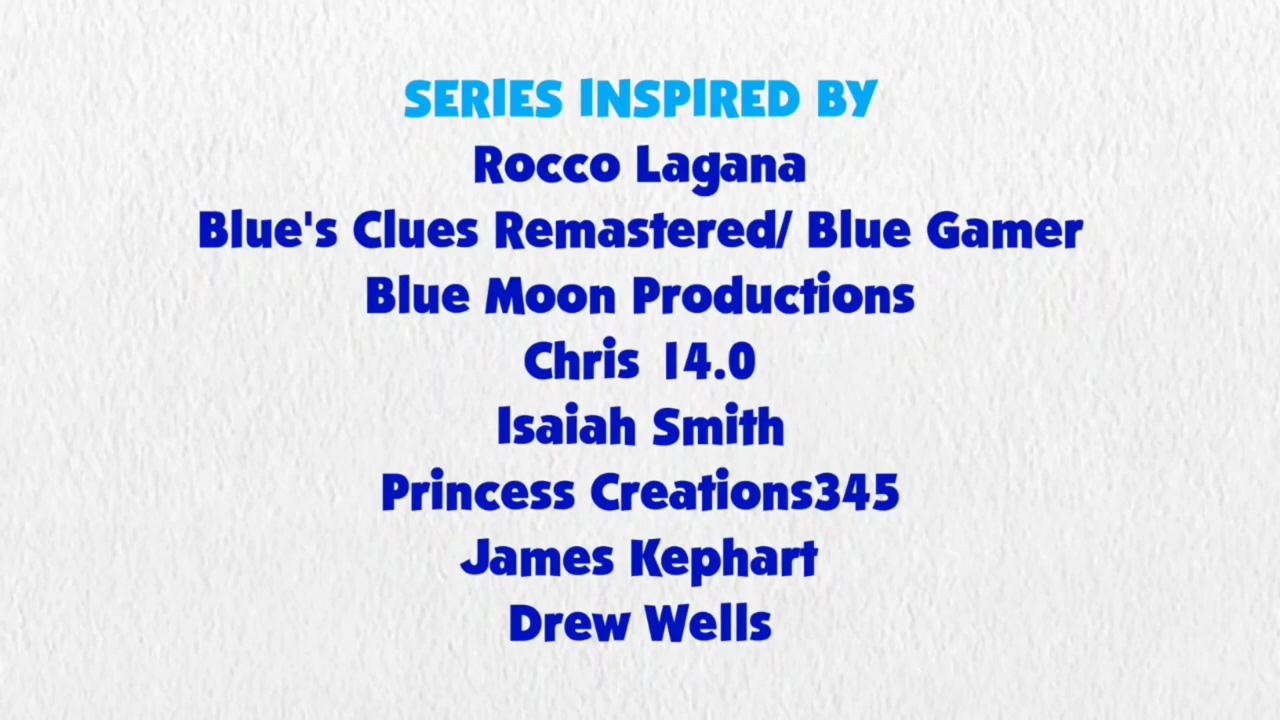 SERIES INSPIRED BY
Rocco Lagana
Blue's Clues Remastered/ Blue Gamer
Blue Moon Productions
Chris 14.0
Isaiah Smith
Princess Creations345
James Kephart
Drew Wells